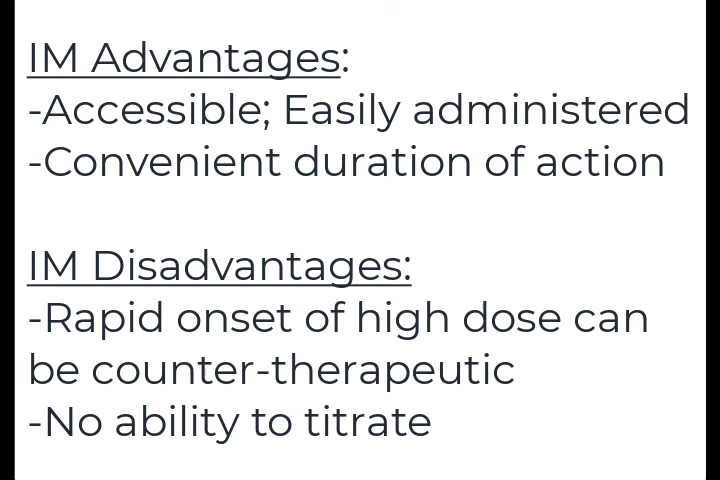 IM Advantages:
-Accessible; Easily administered
-Convenient duration of action
IM Disadvantages:
-Rapid onset of high dose can
be counter-therapeutic
-No ability to titrate